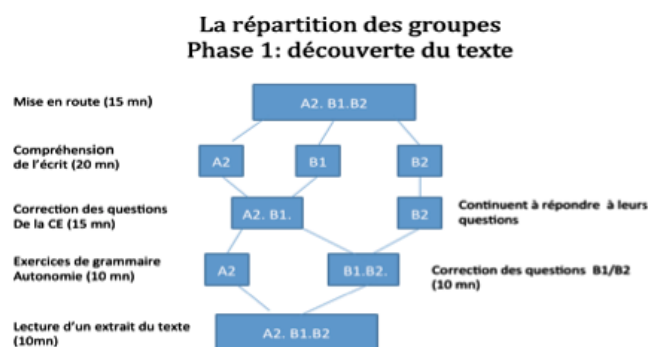 La répartition des groupes
Phase 1: découverte du texte
Mise en route (15 mn)
A2. B1.B2
Compréhension
de l'écrit (20 mn)
A2
B1
B2
Correction des questions
De la CE (15 mn)
A2. B1.
B2
Continuent à répondre à leurs
questions
Exercices de grammaire
Autonomie (10 mn)
A2
B1.B2.
Correction des questions B1/B2
(10 mn)
Lecture d'un extrait du texte
(10mn)
A2. B1.B2